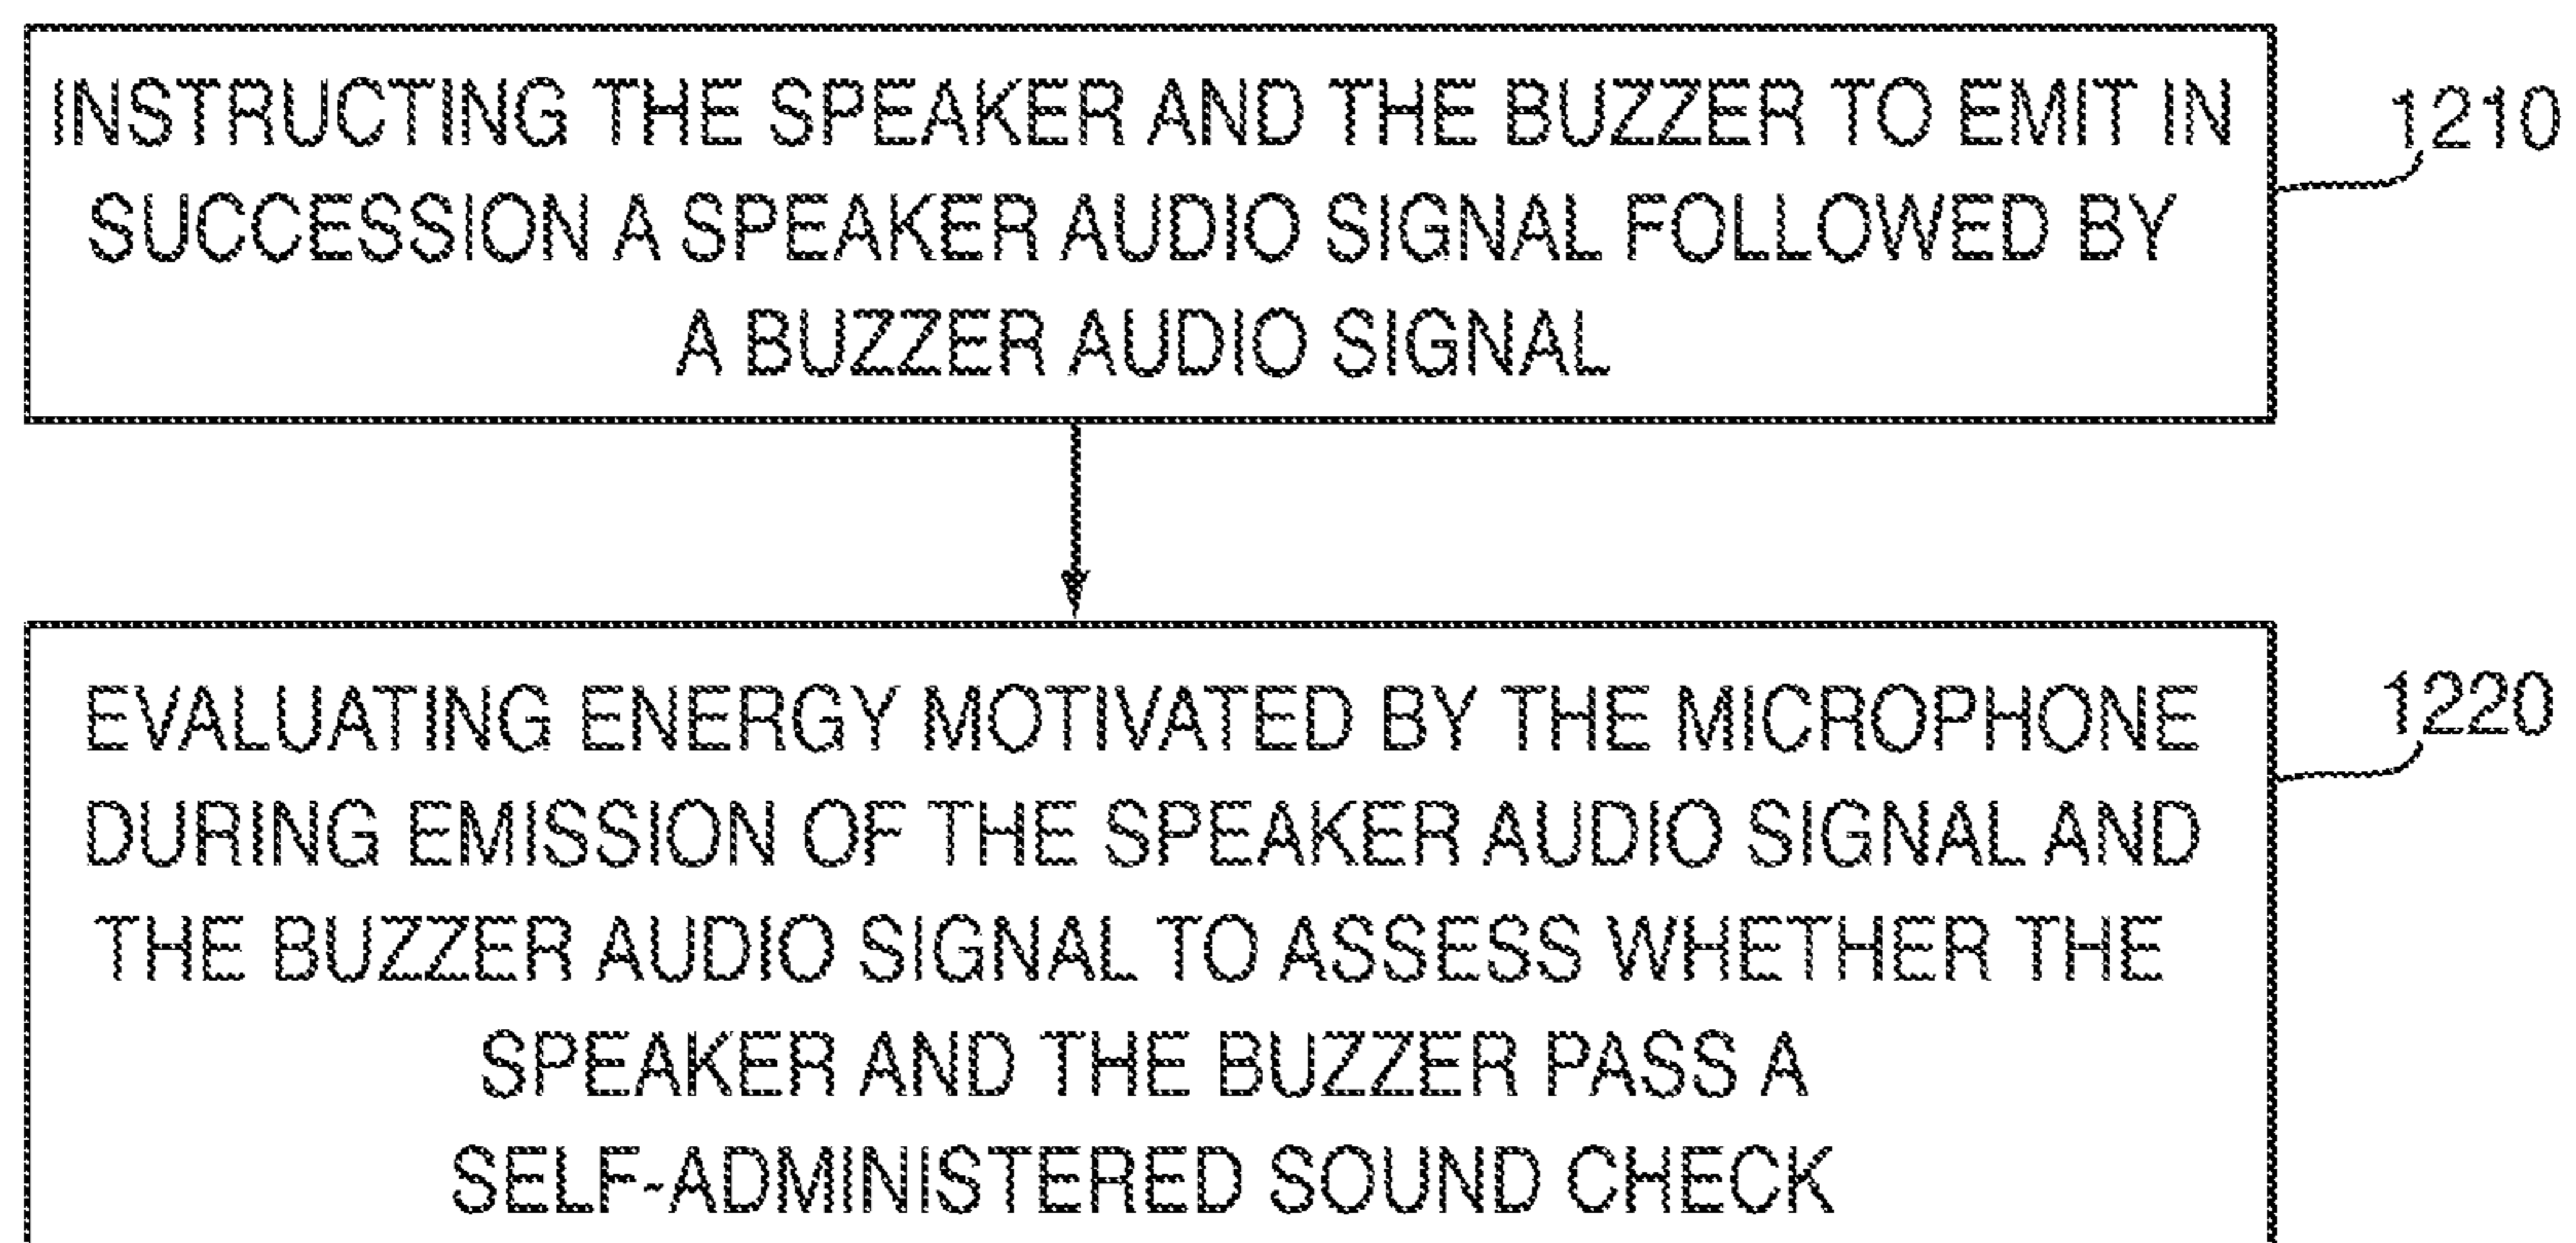 INSTRUCTING THE SPEAKER AND THE BUZZER TO EMIT IN
SUCCESSION A SPEAKER AUDIO SIGNAL FOLLOWED BY
A BUZZER AUDIO SIGNAL
1210
EVALUATING ENERGY MOTIVATED BY THE MICROPHONE
DURING EMISSION OF THE SPEAKER AUDIO SIGNAL AND
THE BUZZER AUDIO SIGNAL TO ASSESS WHETHER THE
SPEAKER AND THE BUZZER PASS A
SELF-ADMINISTERED SOUND CHECK
1220